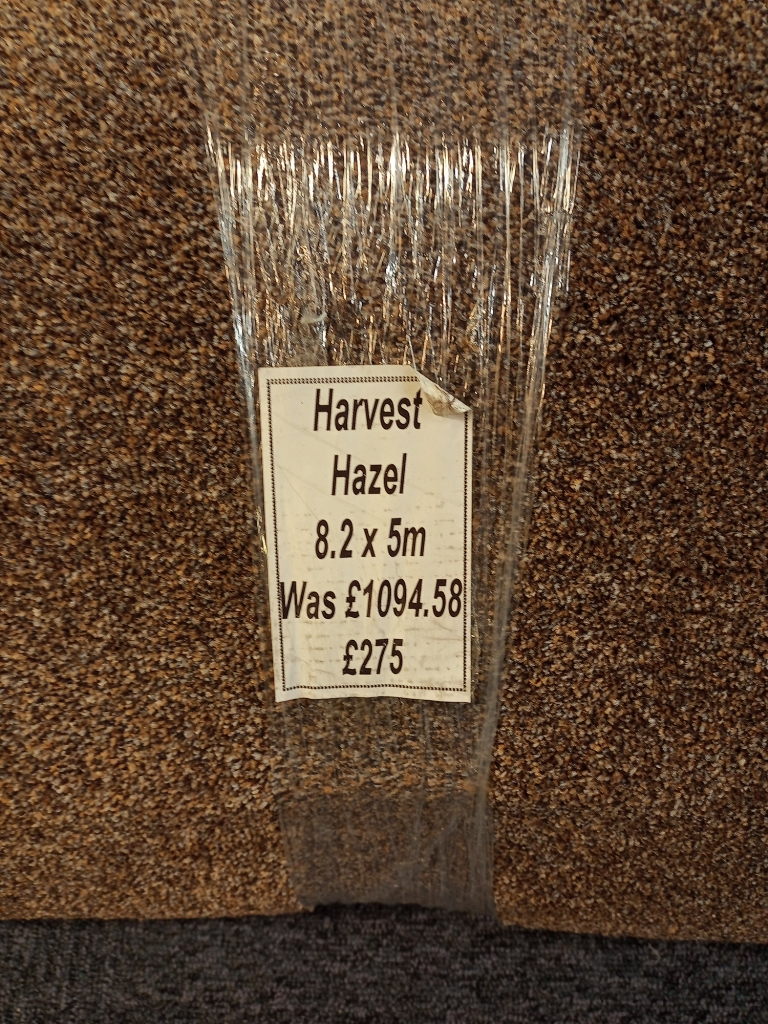 Harvest
Hazel
8.2 x 5m
Was £1094.58
£275